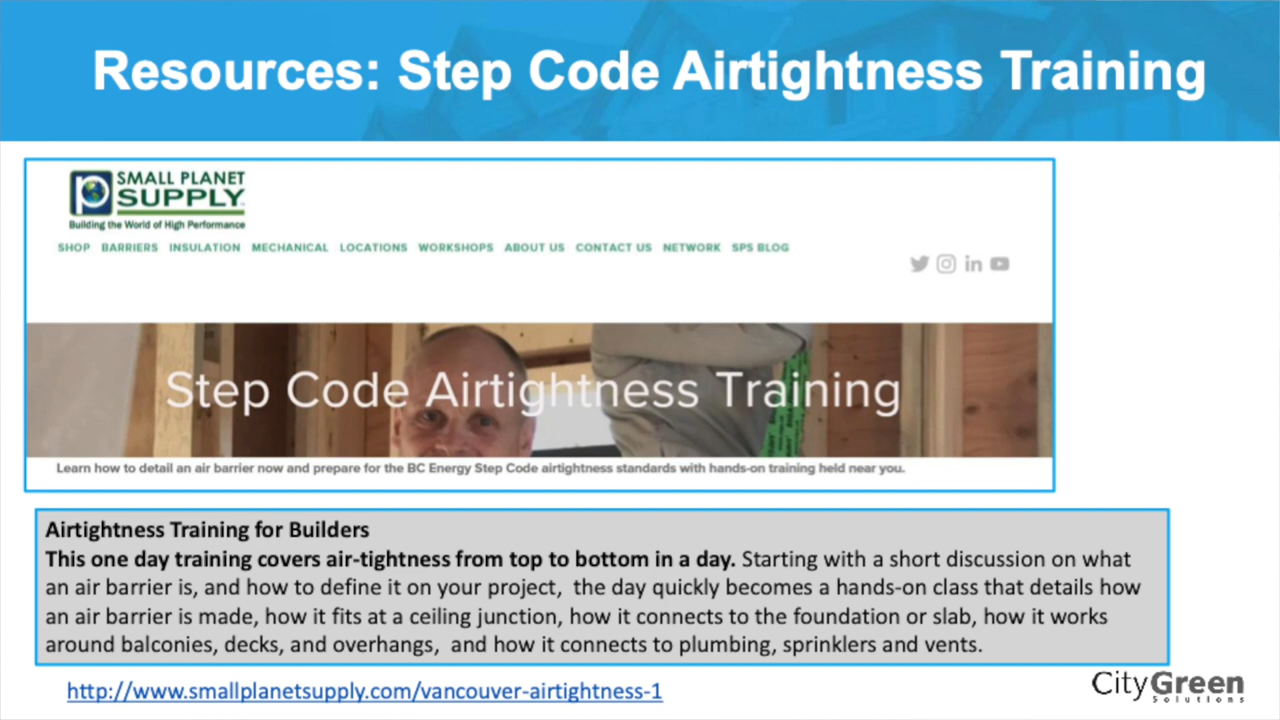 Resources: Step Code Airtightness Training
SMALL PLANET
SUPPLY
Building the World of High Performance
SHOP BARRIERS INSULATION MECHANICAL LOCATIONS WORKSHOPS ABOUT US CONTACT US NETWORK SPS BLOG
Step Code Airtightness Training
Learn how to detail an air barrier now and prepare for the BC Energy Step Code airtightness standards with hands-on training held near you.
Airtightness Training for Builders
This one day training covers air-tightness from top to bottom in a day. Starting with a short discussion on what
an air barrier is, and how to define it on your project, the day quickly becomes a hands-on class that details how
an air barrier is made, how it fits at a ceiling junction, how it connects to the foundation or slab, how it works
around balconies, decks, and overhangs, and how it connects to plumbing, sprinklers and vents.
http://www.smallplanetsupply.com/vancouver-airtightness-1
CityGreen
Solutions